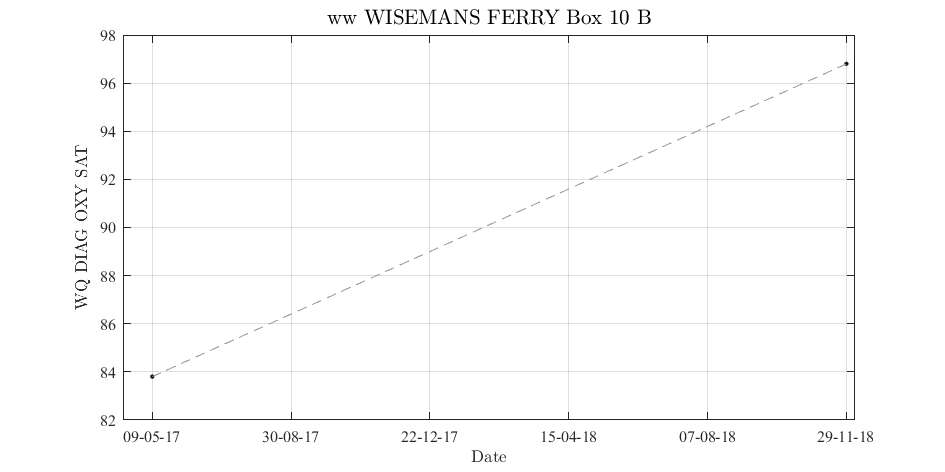 ww WISEMANS FERRY Box 10 B
98
96
94
92
90
88
86
84
82
WQ DIAG OXY SAT
09-05-17 30-08-17 22-12-17 15-04-18 07-08-18 29-11-18
Date